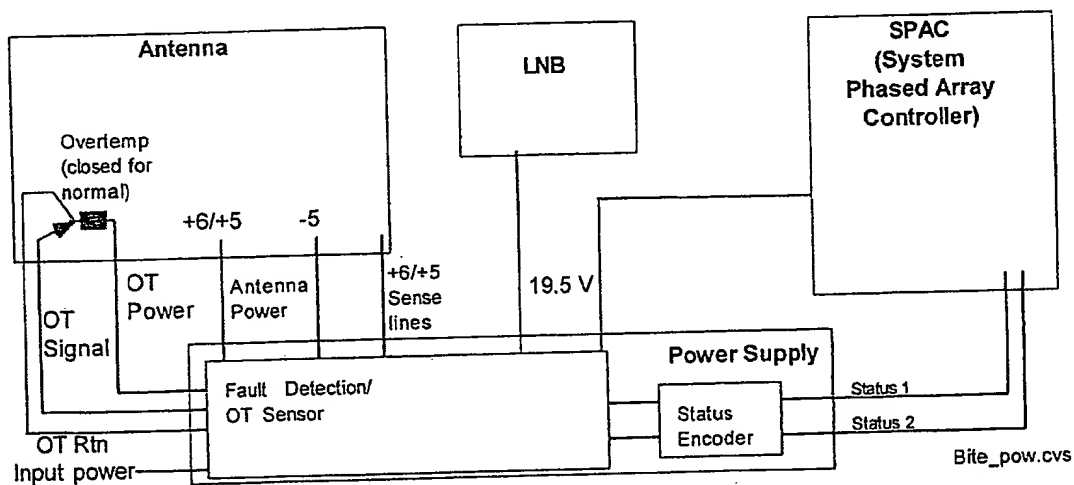 Antenna
LNB
SPAC
(System
Phased Array
Controller)
Overtemp
(closed for
normal)
+6/+5
-5
OT
Power
Antenna
Power
+6/+5
Sense
lines
19.5 V
OT
Signal
Power Supply
Fault Detection/
OT Sensor
Status
Encoder
Status 1
Status 2
OT Rtn
Input power
Bite_pow.cvs